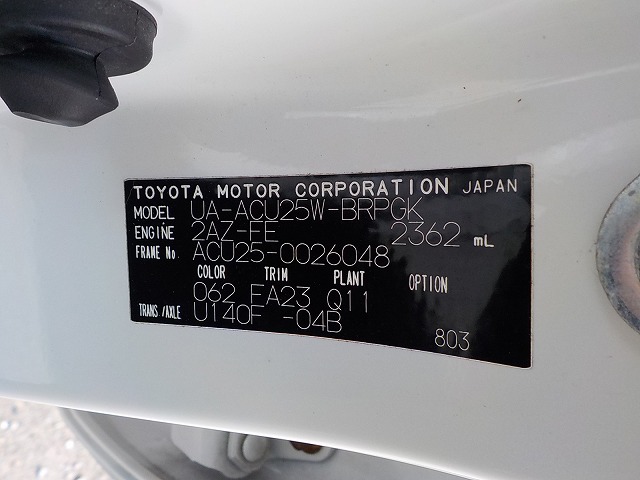 TOYOTA MOTOR CORPORATION JAPAN
MODEL UA-ACU25W-BRPGK
ENGINE 2AZ-FE 2362 mL
FRAME No. ACU25-0026048
COLOR TRIM PLANT OPTION
062 EA23 Q11
TRANS./AXLE U140F -04B
803